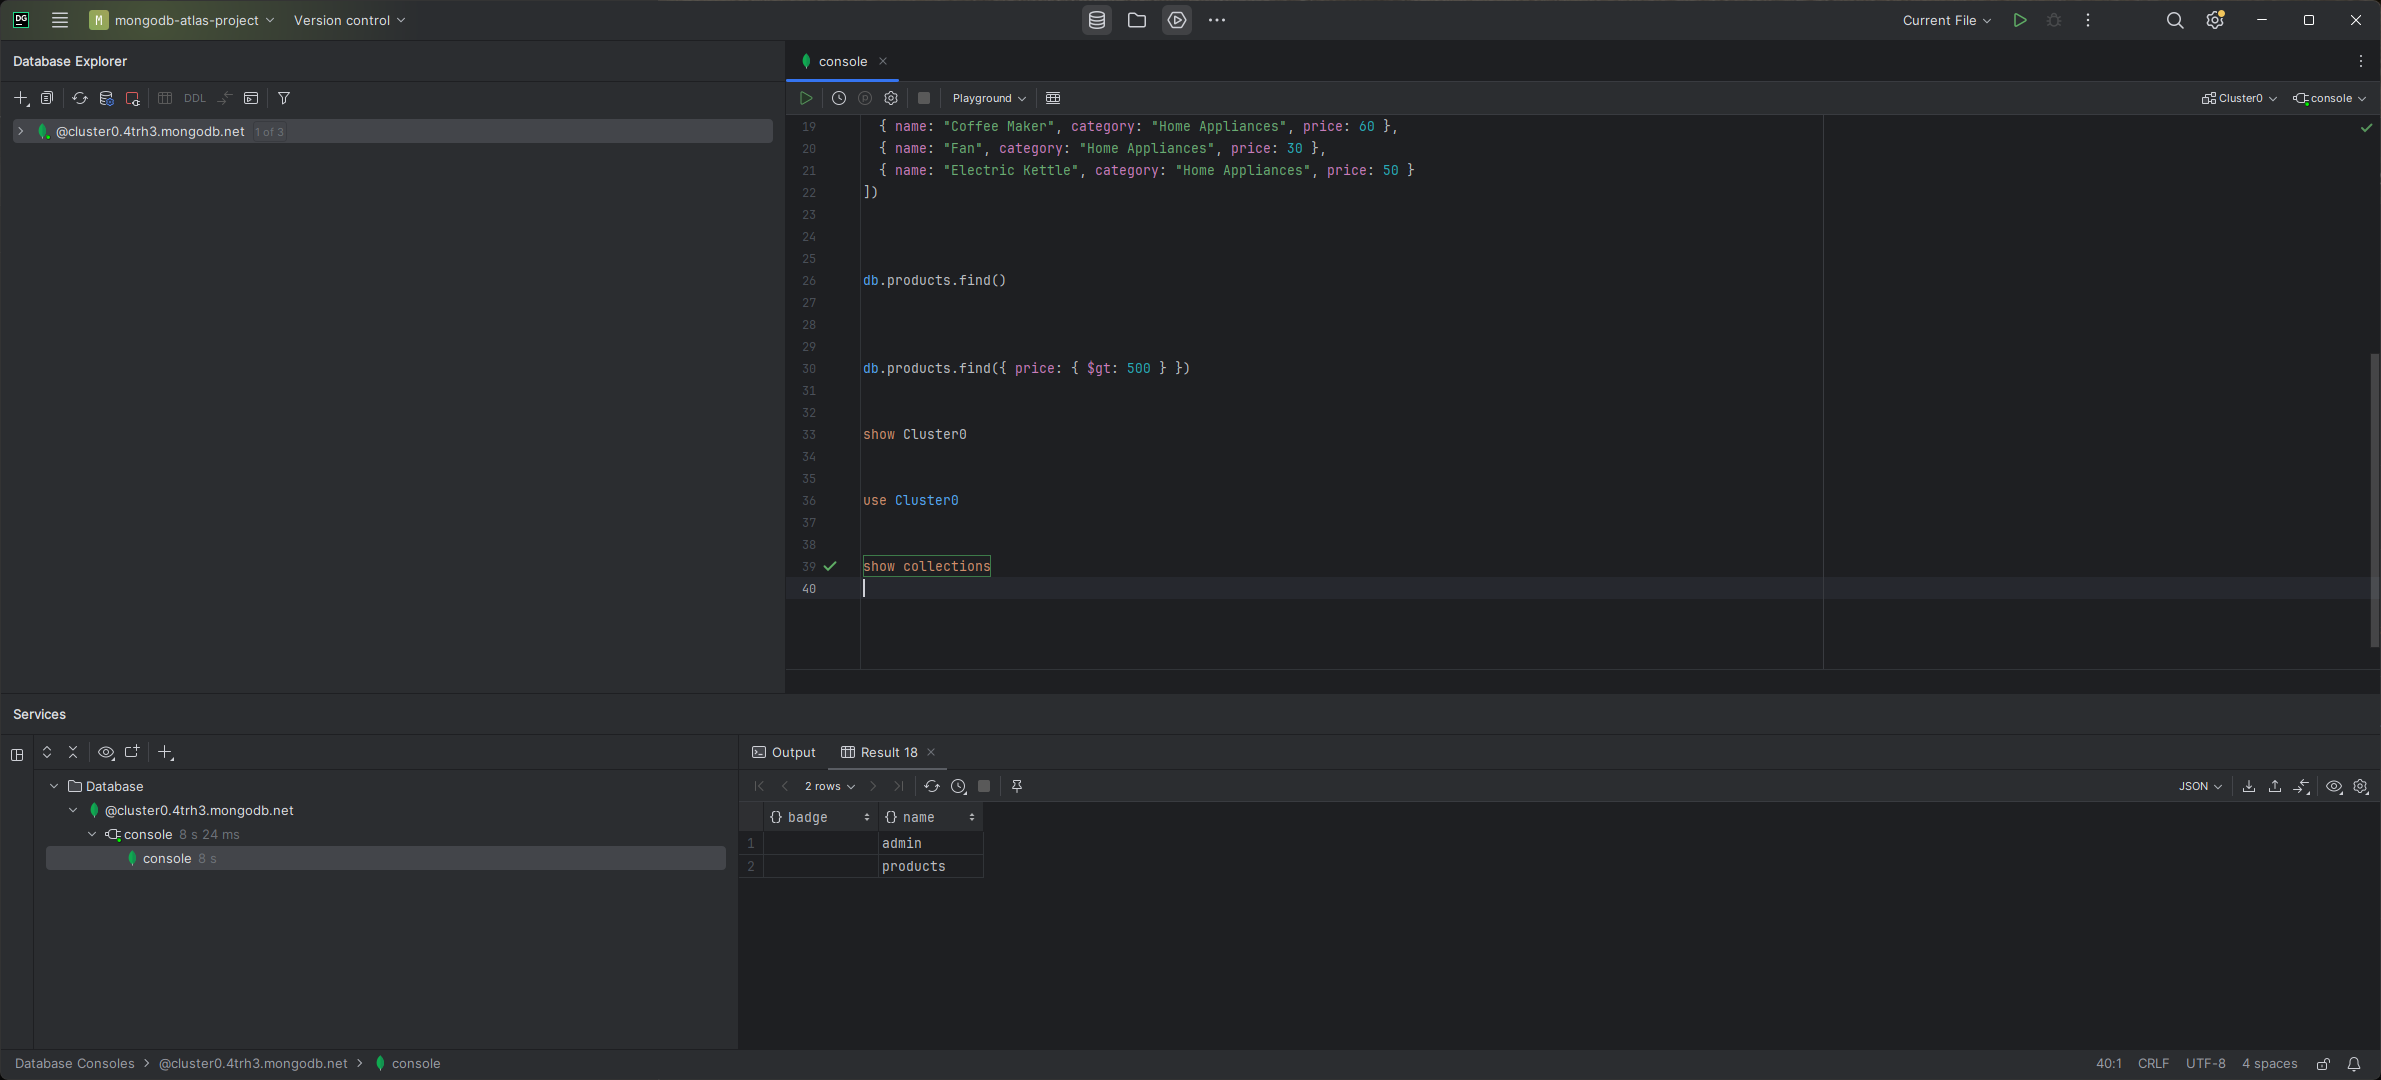 DG M mongodb-atlas-project Version control Current File
Database Explorer
console
DDL
Playground Cluster0 console
@cluster0.4trh3.mongodb.net 1 of 3
19 { name: "Coffee Maker", category: "Home Appliances", price: 60 },
20 { name: "Fan", category: "Home Appliances", price: 30 },
21 { name: "Electric Kettle", category: "Home Appliances", price: 50 }
22 ])
23
24
25
26 db.products.find()
27
28
29
30 db.products.find({ price: { $gt: 500 } })
31
32
33 show Cluster0
34
35
36 use Cluster0
37
38
39 show collections
40
Services
Database
@cluster0.4trh3.mongodb.net
console 8 s 24 ms
console 8 s
Output Result 18
2 rows JSON
{} badge {} name
1 admin
2 products
Database Consoles > @cluster0.4trh3.mongodb.net > console 40:1 CRLF UTF-8 4 spaces